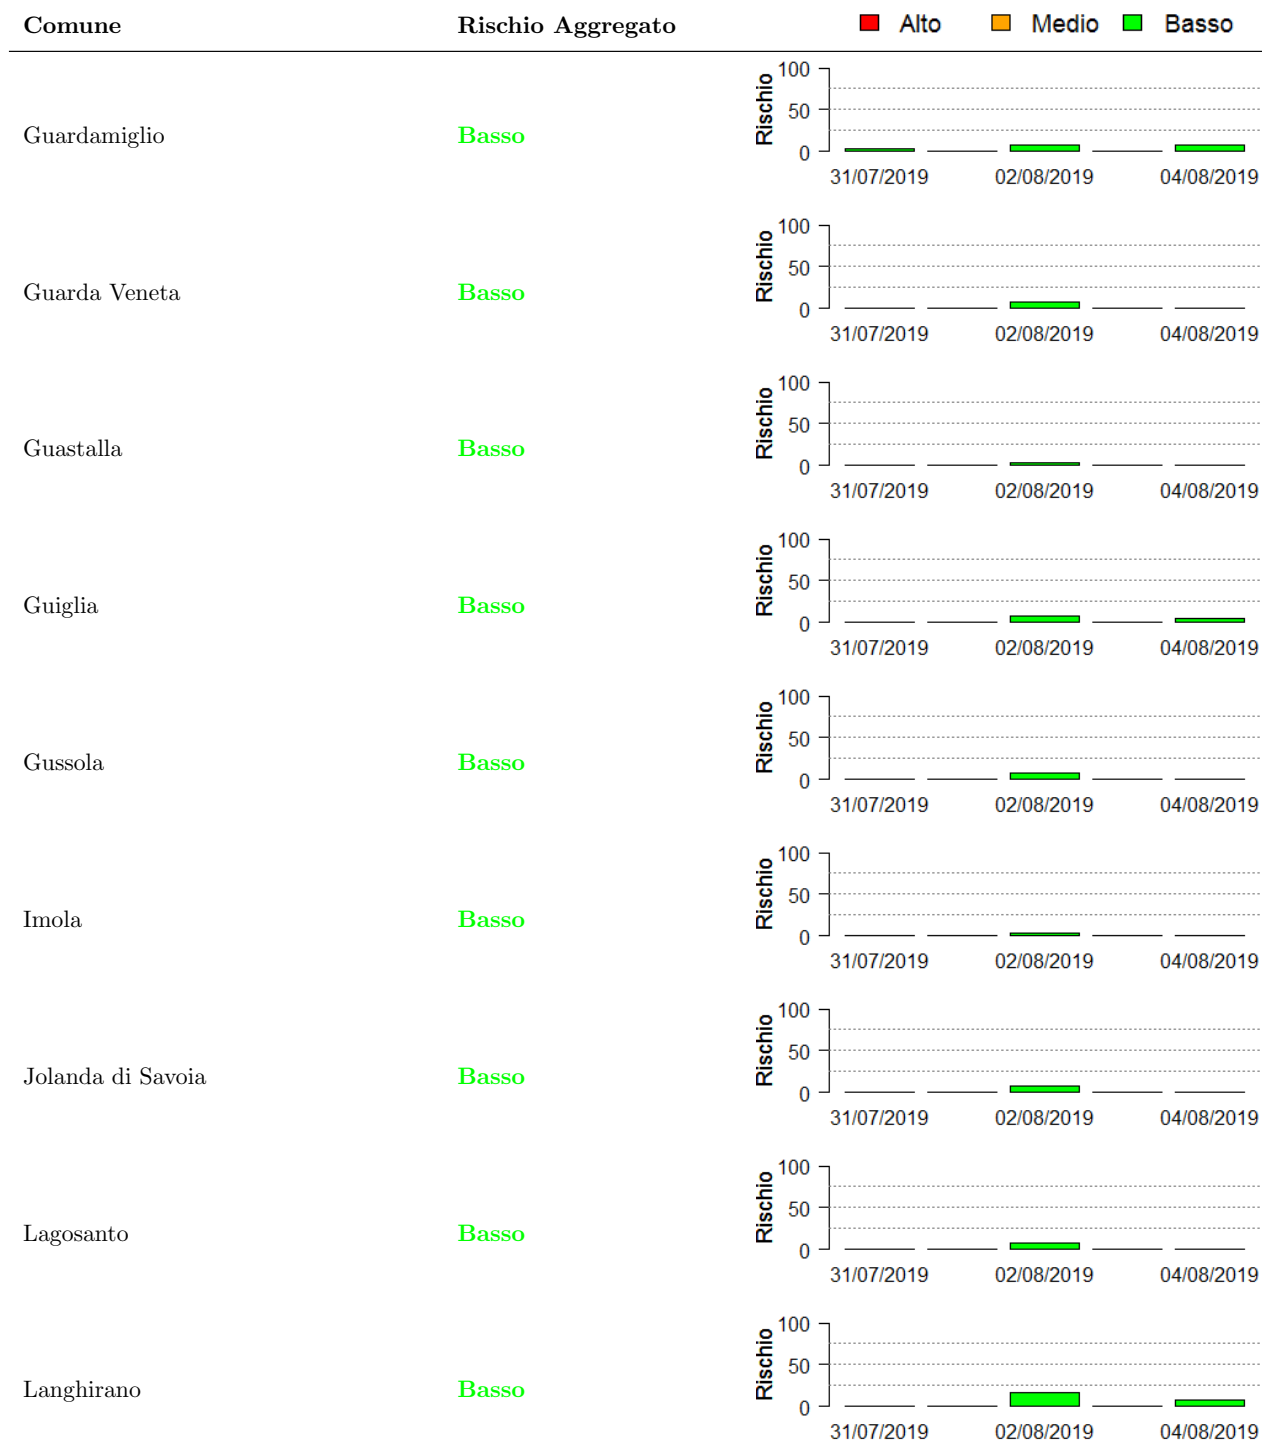 Comune Rischio Aggregato Alto Medio Basso
Guardamiglio Basso Rischio 100 50 0
31/07/2019 02/08/2019 04/08/2019
Guarda Veneta Basso Rischio 100 50 0
31/07/2019 02/08/2019 04/08/2019
Guastalla Basso Rischio 100 50 0
31/07/2019 02/08/2019 04/08/2019
Guiglia Basso Rischio 100 50 0
31/07/2019 02/08/2019 04/08/2019
Gussola Basso Rischio 100 50 0
31/07/2019 02/08/2019 04/08/2019
Imola Basso Rischio 100 50 0
31/07/2019 02/08/2019 04/08/2019
Jolanda di Savoia Basso Rischio 100 50 0
31/07/2019 02/08/2019 04/08/2019
Lagosanto Basso Rischio 100 50 0
31/07/2019 02/08/2019 04/08/2019
Langhirano Basso Rischio 100 50 0
31/07/2019 02/08/2019 04/08/2019